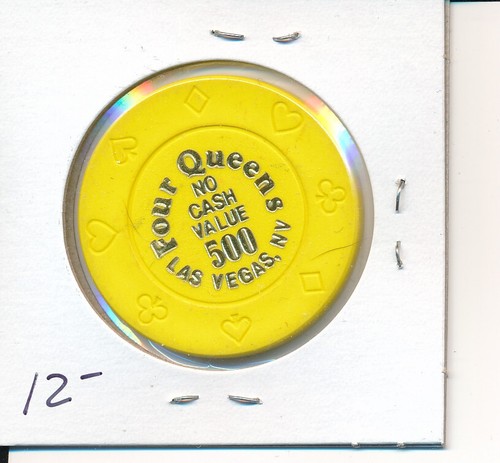 Four Queens
NO
CASH
VALUE
500
LAS VEGAS, NV
12-